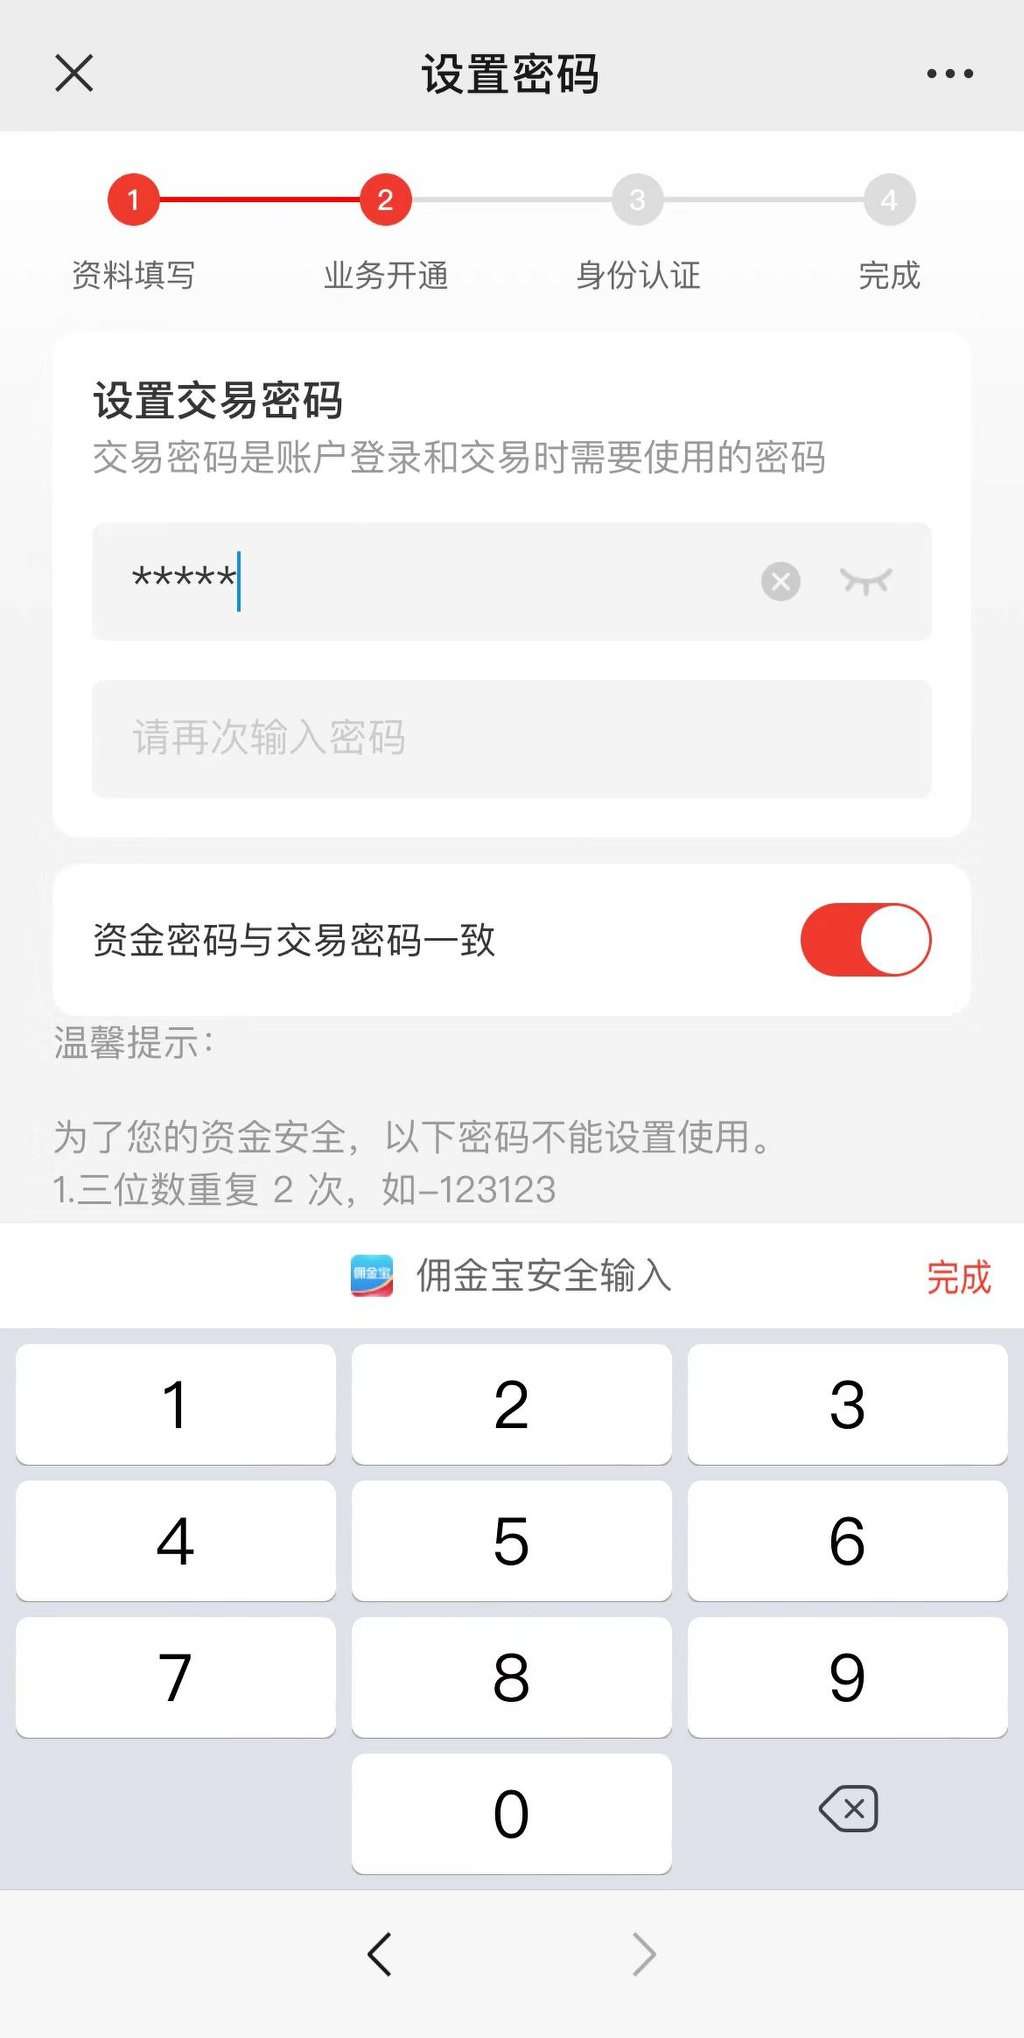 设置密码
1
2
3
4
资料填写
业务开通
身份认证
完成
设置交易密码
交易密码是账户登录和交易时需要使用的密码
*****
请再次输入密码
资金密码与交易密码一致
温馨提示：
为了您的资金安全，以下密码不能设置使用。
1.三位数重复 2 次，如–123123
佣金宝
佣金宝安全输入
完成
1
2
3
4
5
6
7
8
9
0